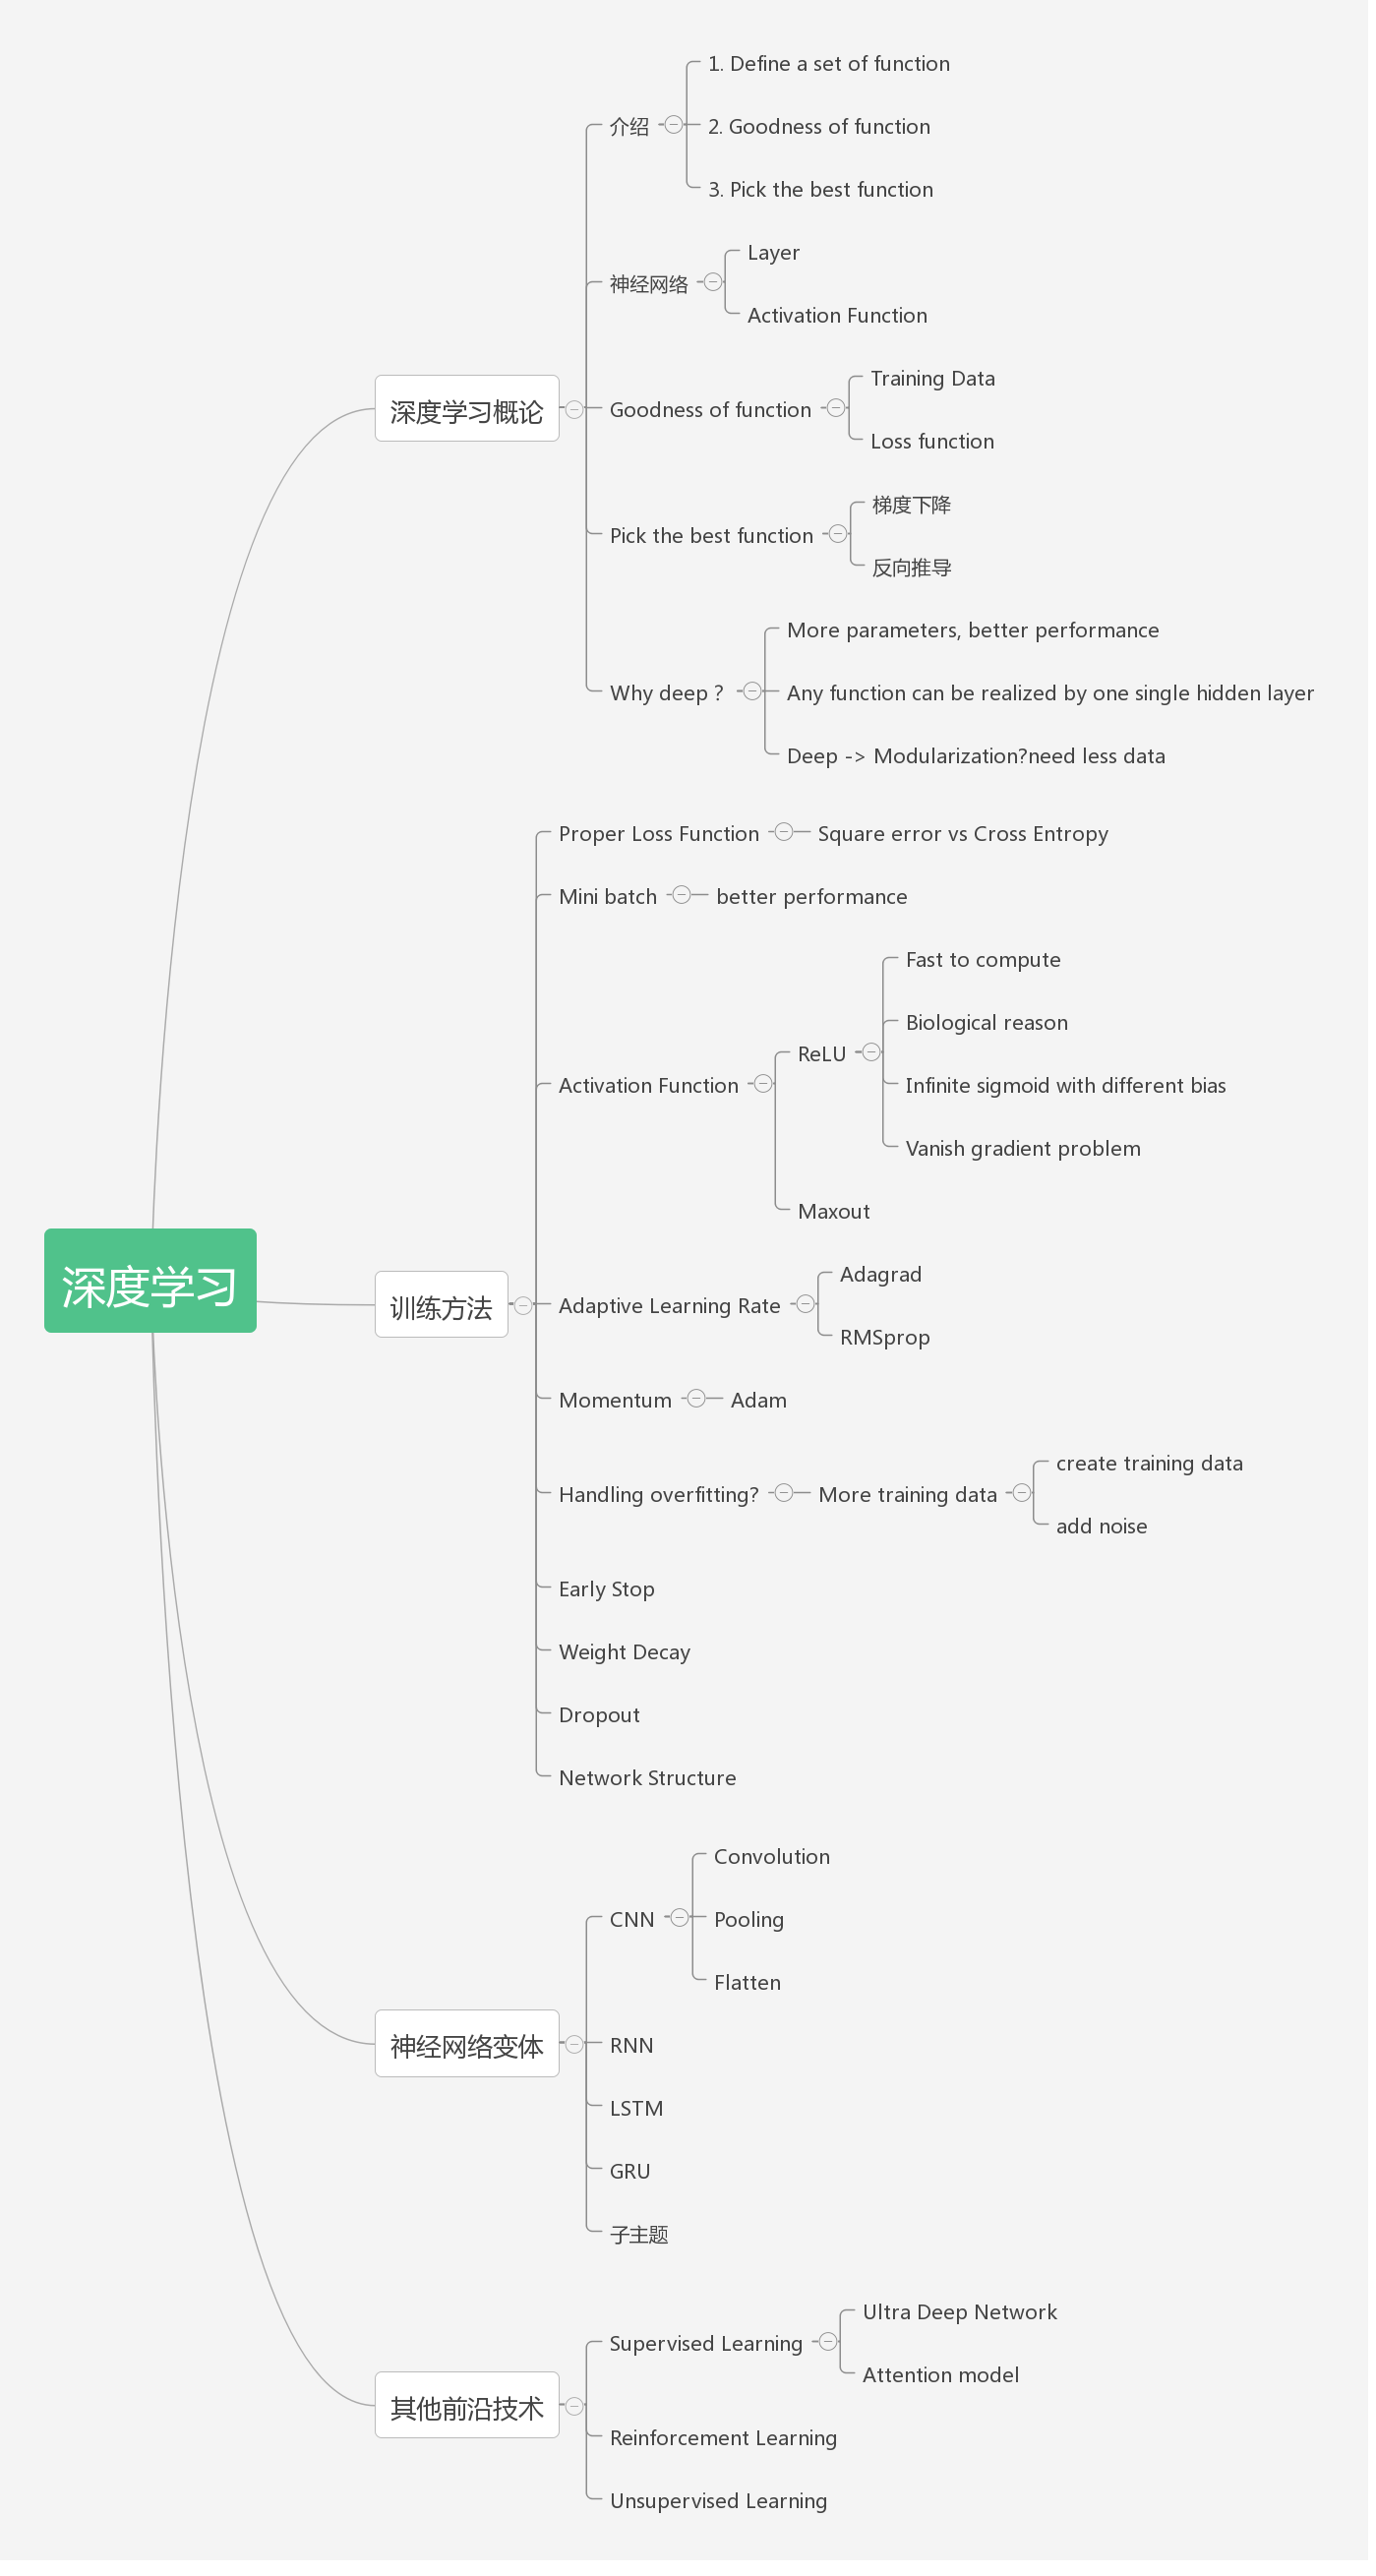 深度学习
深度学习概论
介绍
1. Define a set of function
2. Goodness of function
3. Pick the best function
神经网络
Layer
Activation Function
Goodness of function
Training Data
Loss function
Pick the best function
梯度下降
反向推导
Why deep ?
More parameters, better performance
Any function can be realized by one single hidden layer
Deep -> Modularization?need less data
训练方法
Proper Loss Function
Square error vs Cross Entropy
Mini batch
better performance
Activation Function
ReLU
Fast to compute
Biological reason
Infinite sigmoid with different bias
Vanish gradient problem
Maxout
Adaptive Learning Rate
Adagrad
RMSprop
Momentum
Adam
Handling overfitting?
More training data
create training data
add noise
Early Stop
Weight Decay
Dropout
Network Structure
神经网络变体
CNN
Convolution
Pooling
Flatten
RNN
LSTM
GRU
子主题
其他前沿技术
Supervised Learning
Ultra Deep Network
Attention model
Reinforcement Learning
Unsupervised Learning